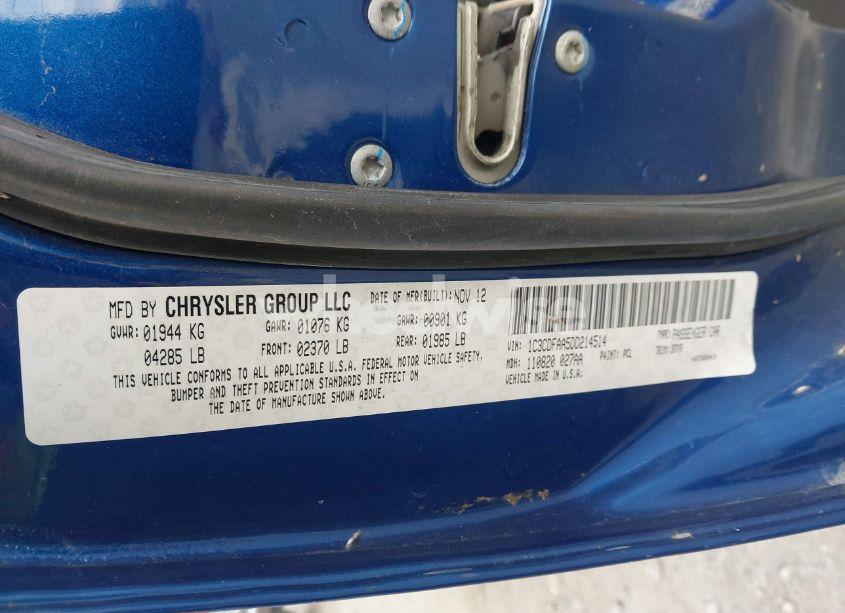 MFD BY CHRYSLER GROUP LLC DATE OF MFR(BUILT): NOV 12
GVWR: 01944 KG GAWR: 01076 KG GAWR: 00901 KG
04285 LB FRONT: 02370 LB REAR: 01985 LB
THIS VEHICLE CONFORMS TO ALL APPLICABLE U.S.A. FEDERAL MOTOR VEHICLE SAFETY,
BUMPER AND THEFT PREVENTION STANDARDS IN EFFECT ON
THE DATE OF MANUFACTURE SHOWN ABOVE.
VIN: 1C3CDFAA5DD214514 TYPE: PASSENGER CAR
MDH: 110820 027AA PAINT: PCL TRIM:
VEHICLE MADE IN U.S.A.